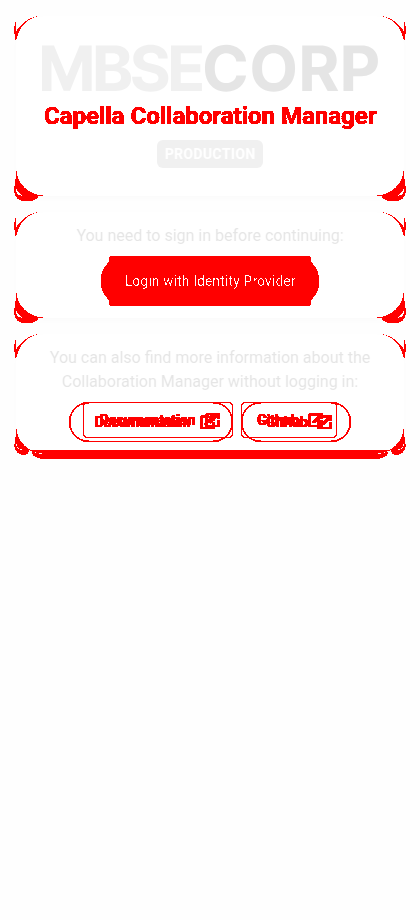 MBSECORP
Capella Collaboration Manager
PRODUCTION
You need to sign in before continuing:
Login with Identity Provider
You can also find more information about the
Collaboration Manager without logging in:
Documentation